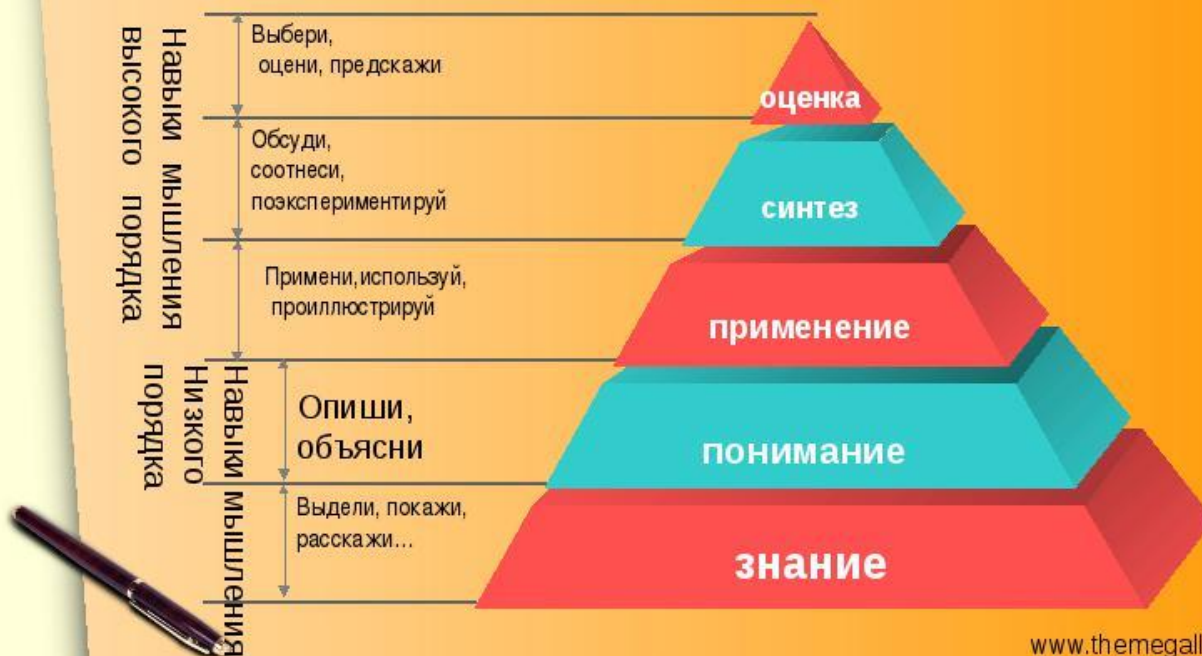 Навыки мышления
высокого порядка
Выбери,
оцени, предскажи
оценка
Обсуди,
соотнеси,
поэкспериментируй
синтез
Примени,используй,
проиллюстрируй
применение
Навыки мышления
Низкого
порядка
Опиши,
объясни
понимание
Выдели, покажи,
расскажи...
знание
www.themegall